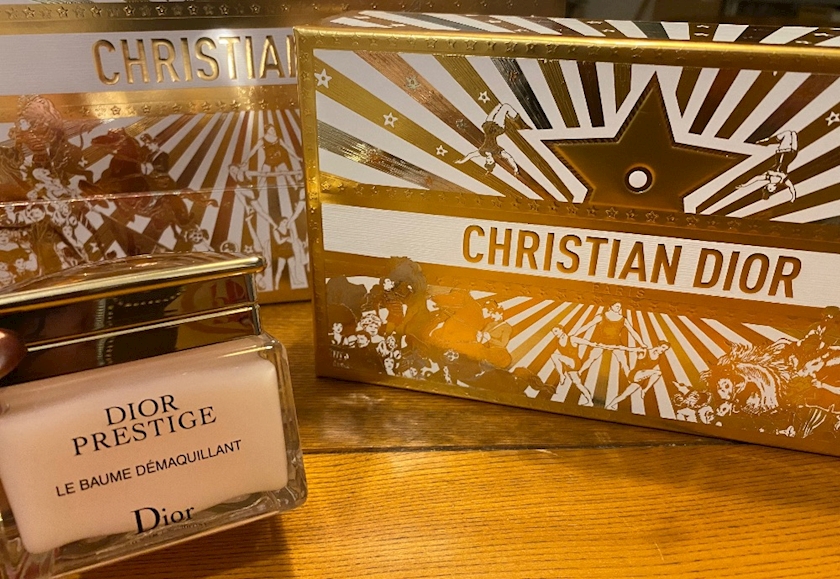 CHRISTIAN
CHRISTIAN DIOR
DIOR
PRESTIGE
LE BAUME DÉMAQUILLANT
Dior